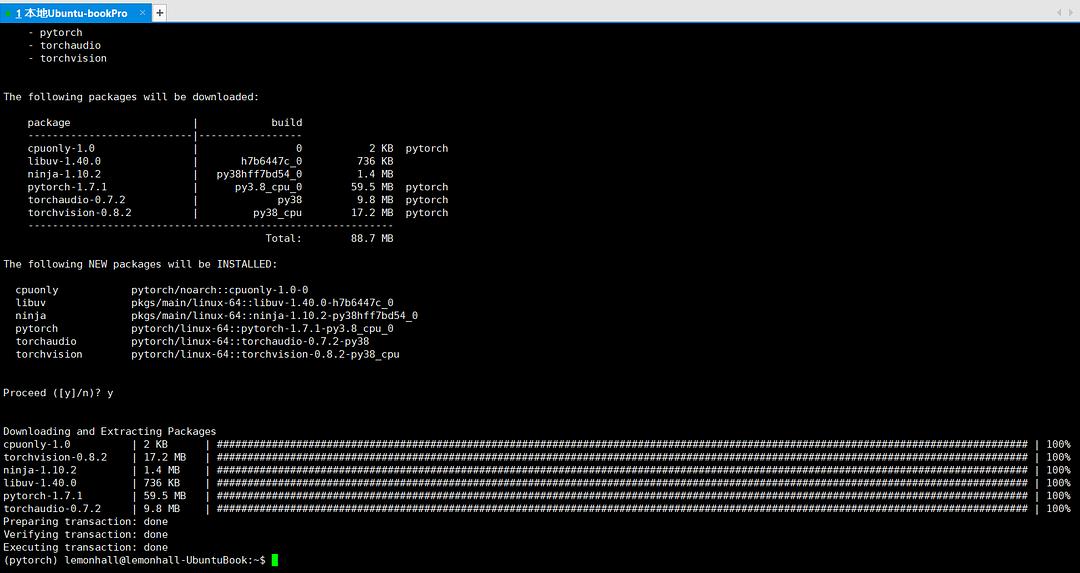 1 本地Ubuntu-bookPro × +
- pytorch
- torchaudio
- torchvision
The following packages will be downloaded:
package | build
---------------------------|-----------------
cpuonly-1.0 | 0 2 KB pytorch
libuv-1.40.0 | h7b6447c_0 736 KB
ninja-1.10.2 | py38hff7bd54_0 1.4 MB
pytorch-1.7.1 | py3.8_cpu_0 59.5 MB pytorch
torchaudio-0.7.2 | py38 9.8 MB pytorch
torchvision-0.8.2 | py38_cpu 17.2 MB pytorch
------------------------------------------------------------
Total: 88.7 MB
The following NEW packages will be INSTALLED:
cpuonly pytorch/noarch::cpuonly-1.0-0
libuv pkgs/main/linux-64::libuv-1.40.0-h7b6447c_0
ninja pkgs/main/linux-64::ninja-1.10.2-py38hff7bd54_0
pytorch pytorch/linux-64::pytorch-1.7.1-py3.8_cpu_0
torchaudio pytorch/linux-64::torchaudio-0.7.2-py38
torchvision pytorch/linux-64::torchvision-0.8.2-py38_cpu
Proceed ([y]/n)? y
Downloading and Extracting Packages
cpuonly-1.0 | 2 KB | ##################################################################################################################################### | 100%
torchvision-0.8.2 | 17.2 MB | ##################################################################################################################################### | 100%
ninja-1.10.2 | 1.4 MB | ##################################################################################################################################### | 100%
libuv-1.40.0 | 736 KB | ##################################################################################################################################### | 100%
pytorch-1.7.1 | 59.5 MB | ##################################################################################################################################### | 100%
torchaudio-0.7.2 | 9.8 MB | ##################################################################################################################################### | 100%
Preparing transaction: done
Verifying transaction: done
Executing transaction: done
(pytorch) lemonhall@lemonhall-UbuntuBook:~$